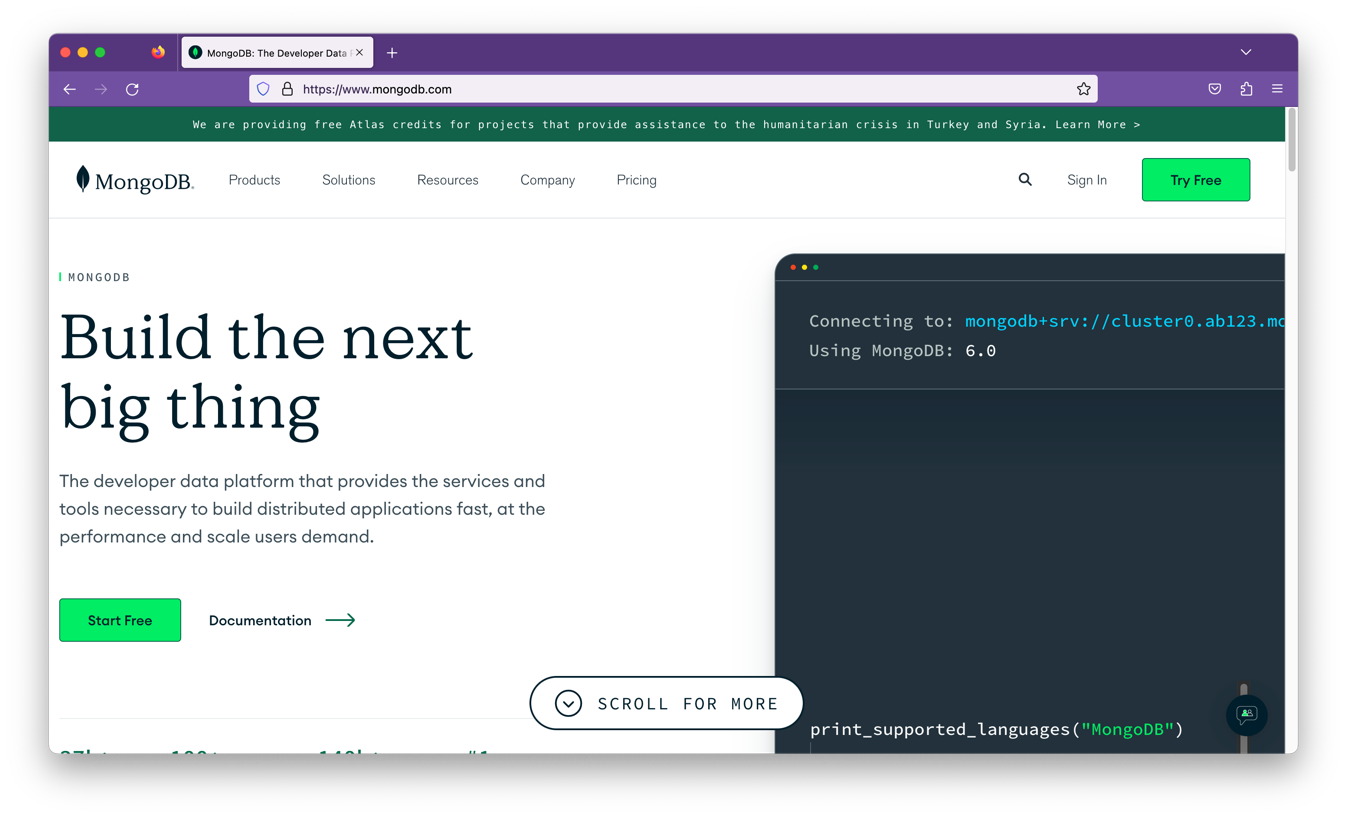 MongoDB: The Developer Data
https://www.mongodb.com
We are providing free Atlas credits for projects that provide assistance to the humanitarian crisis in Turkey and Syria. Learn More >
MongoDB.
Products
Solutions
Resources
Company
Pricing
Sign In
Try Free
MONGODB
Build the next
big thing
The developer data platform that provides the services and
tools necessary to build distributed applications fast, at the
performance and scale users demand.
Start Free
Documentation
Connecting to: mongodb+srv://cluster0.ab123.mo
Using MongoDB: 6.0
SCROLL FOR MORE
print_supported_languages("MongoDB")